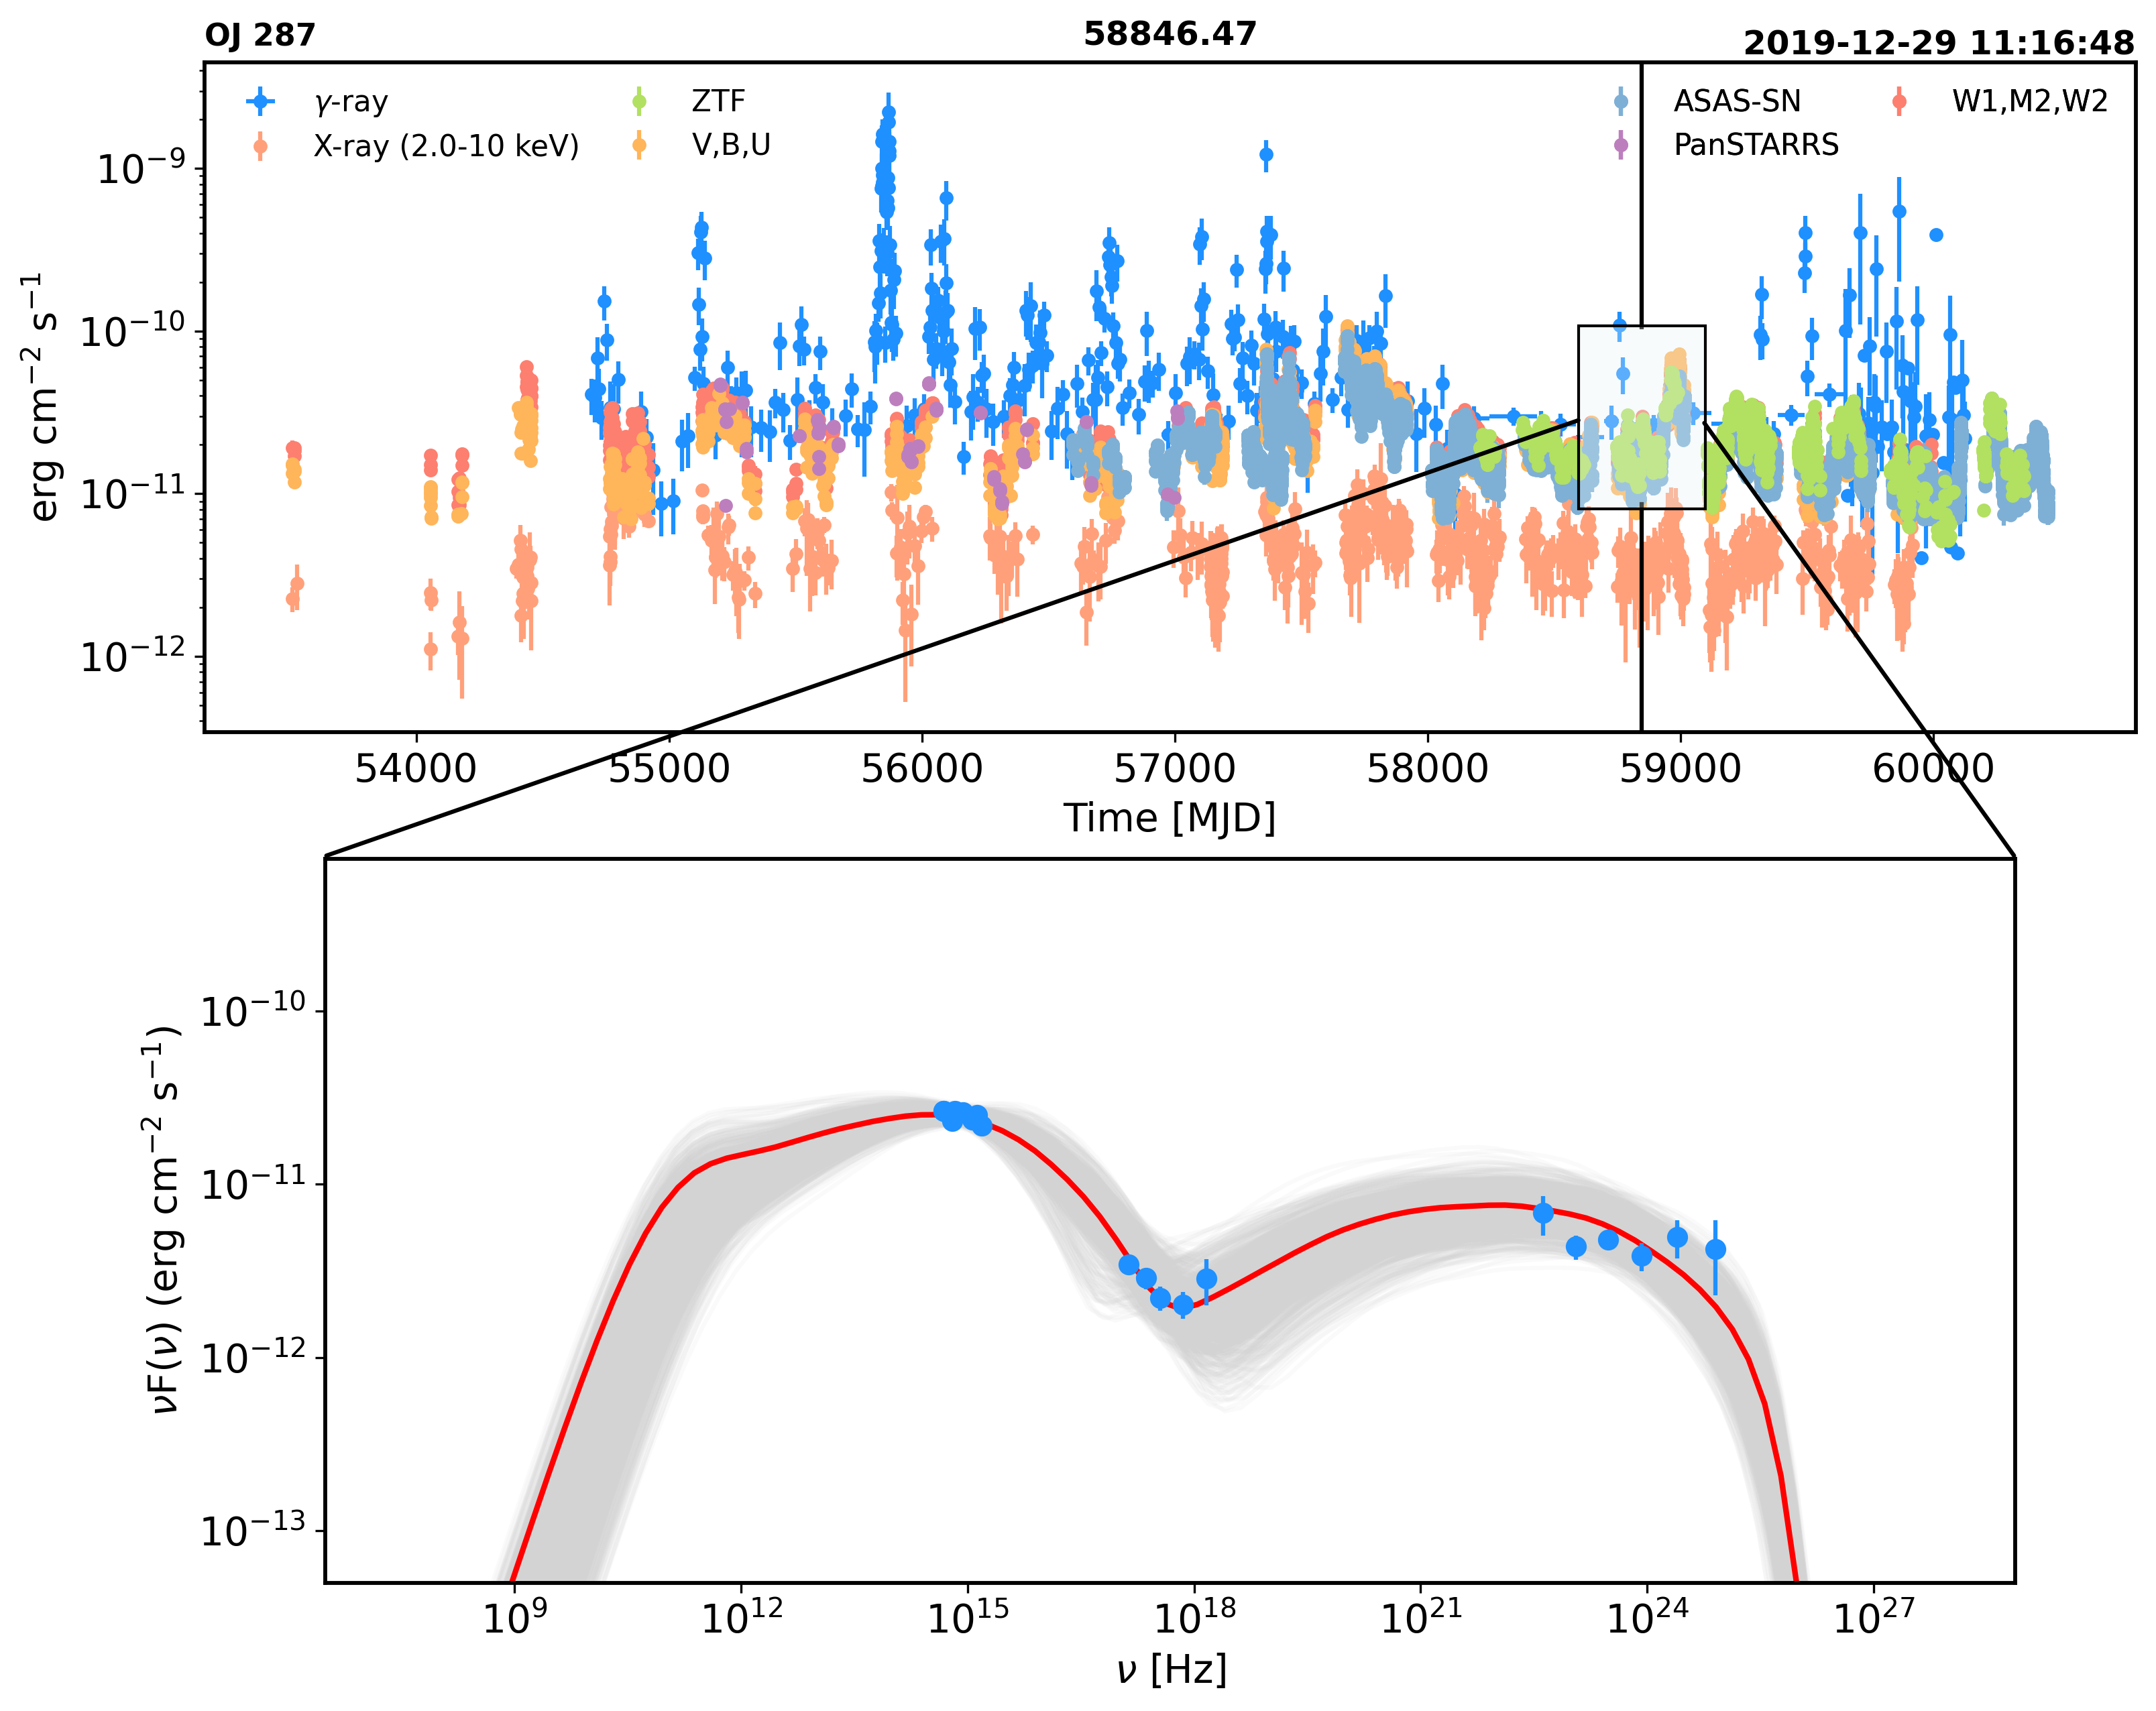 OJ 287 58846.47 2019-12-29 11:16:48
γ-ray ZTF ASAS-SN W1,M2,W2
X-ray (2.0-10 keV) V,B,U PanSTARRS
10⁻⁹
10⁻¹⁰
10⁻¹¹
10⁻¹²
erg cm⁻² s⁻¹
54000 55000 56000 57000 58000 59000 60000
Time [MJD]
10⁻¹⁰
10⁻¹¹
10⁻¹²
10⁻¹³
νF(ν) (erg cm⁻² s⁻¹)
10⁹ 10¹² 10¹⁵ 10¹⁸ 10²¹ 10²⁴ 10²⁷
ν [Hz]